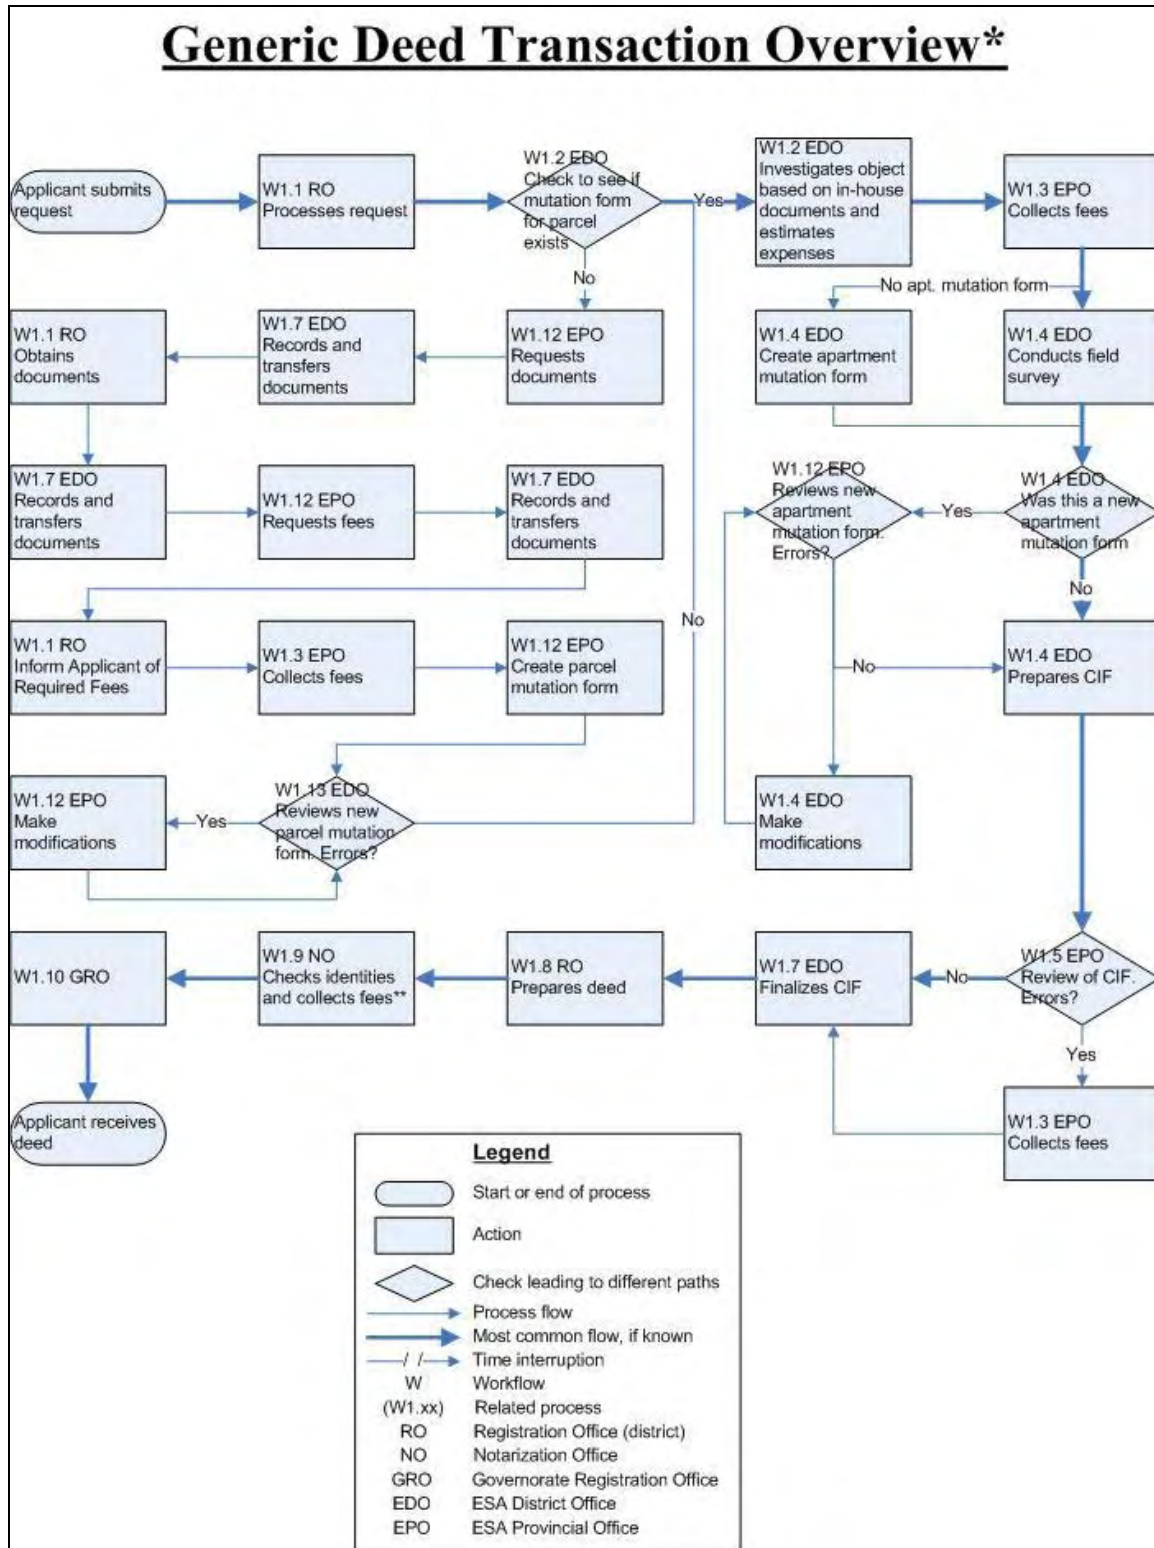 Generic Deed Transaction Overview*
Applicant submits
request
W1.1 RO
Processes request
W1.2 EDO
Check to see if
mutation form
for parcel
exists
Yes
W1.2 EDO
Investigates object
based on in-house
documents and
estimates
expenses
W1.3 EPO
Collects fees
No
No apt. mutation form
W1.1 RO
Obtains
documents
W1.7 EDO
Records and
transfers
documents
W1.12 EPO
Requests
documents
W1.4 EDO
Create apartment
mutation form
W1.4 EDO
Conducts field
survey
W1.7 EDO
Records and
transfers
documents
W1.12 EPO
Requests fees
W1.7 EDO
Records and
transfers
documents
W1.12 EPO
Reviews new
apartment
mutation form.
Errors?
Yes
W1.4 EDO
Was this a new
apartment
mutation form
No
No
W1.1 RO
Inform Applicant of
Required Fees
W1.3 EPO
Collects fees
W1.12 EPO
Create parcel
mutation form
No
W1.4 EDO
Prepares CIF
W1.12 EPO
Make
modifications
Yes
W1.13 EDO
Reviews new
parcel mutation
form. Errors?
W1.4 EDO
Make
modifications
W1.10 GRO
W1.9 NO
Checks identities
and collects fees**
W1.8 RO
Prepares deed
W1.7 EDO
Finalizes CIF
No
W1.5 EPO
Review of CIF.
Errors?
Yes
Applicant receives
deed
W1.3 EPO
Collects fees
Legend
Start or end of process
Action
Check leading to different paths
Process flow
Most common flow, if known
/ / Time interruption
W Workflow
(W1.xx) Related process
RO Registration Office (district)
NO Notarization Office
GRO Governorate Registration Office
EDO ESA District Office
EPO ESA Provincial Office